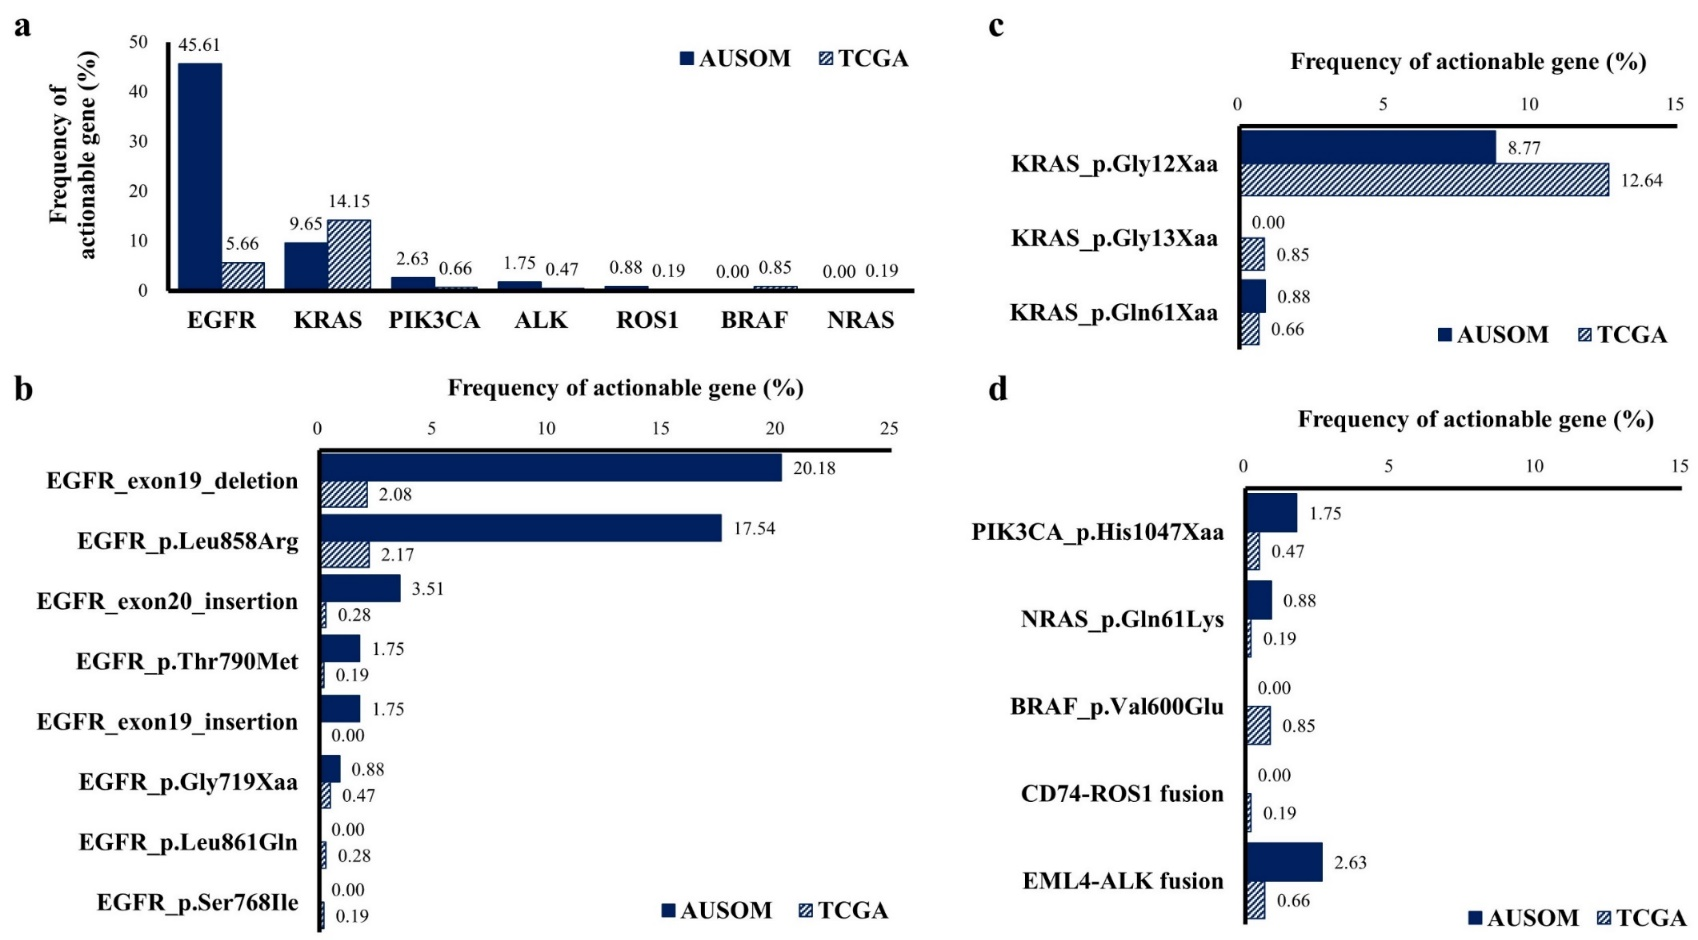 a
Frequency of
actionable gene (%)
50
40
30
20
10
0
AUSOM TCGA
45.61
5.66
9.65
14.15
2.63
0.66
1.75
0.47
0.88
0.19
0.00
0.85
0.00
0.19
EGFR KRAS PIK3CA ALK ROS1 BRAF NRAS
b
Frequency of actionable gene (%)
0 5 10 15 20 25
EGFR_exon19_deletion
20.18
2.08
EGFR_p.Leu858Arg
17.54
2.17
EGFR_exon20_insertion
3.51
0.28
EGFR_p.Thr790Met
1.75
0.19
EGFR_exon19_insertion
1.75
0.00
EGFR_p.Gly719Xaa
0.88
0.47
EGFR_p.Leu861Gln
0.00
0.28
EGFR_p.Ser768Ile
0.00
0.19
AUSOM TCGA
c
Frequency of actionable gene (%)
0 5 10 15
KRAS_p.Gly12Xaa
8.77
12.64
KRAS_p.Gly13Xaa
0.00
0.85
KRAS_p.Gln61Xaa
0.88
0.66
AUSOM TCGA
d
Frequency of actionable gene (%)
0 5 10 15
PIK3CA_p.His1047Xaa
1.75
0.47
NRAS_p.Gln61Lys
0.88
0.19
BRAF_p.Val600Glu
0.00
0.85
CD74-ROS1 fusion
0.00
0.19
EML4-ALK fusion
2.63
0.66
AUSOM TCGA